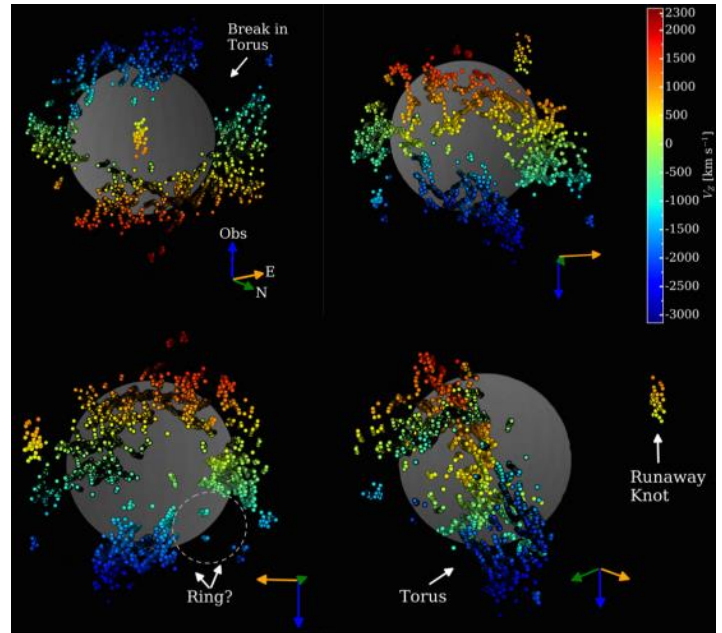 Break in
Torus
Obs
E
N
2300
2000
1500
1000
500
0
-500
-1000
-1500
-2000
-2500
-3000
V_Z [km s⁻¹]
Ring?
Torus
Runaway
Knot